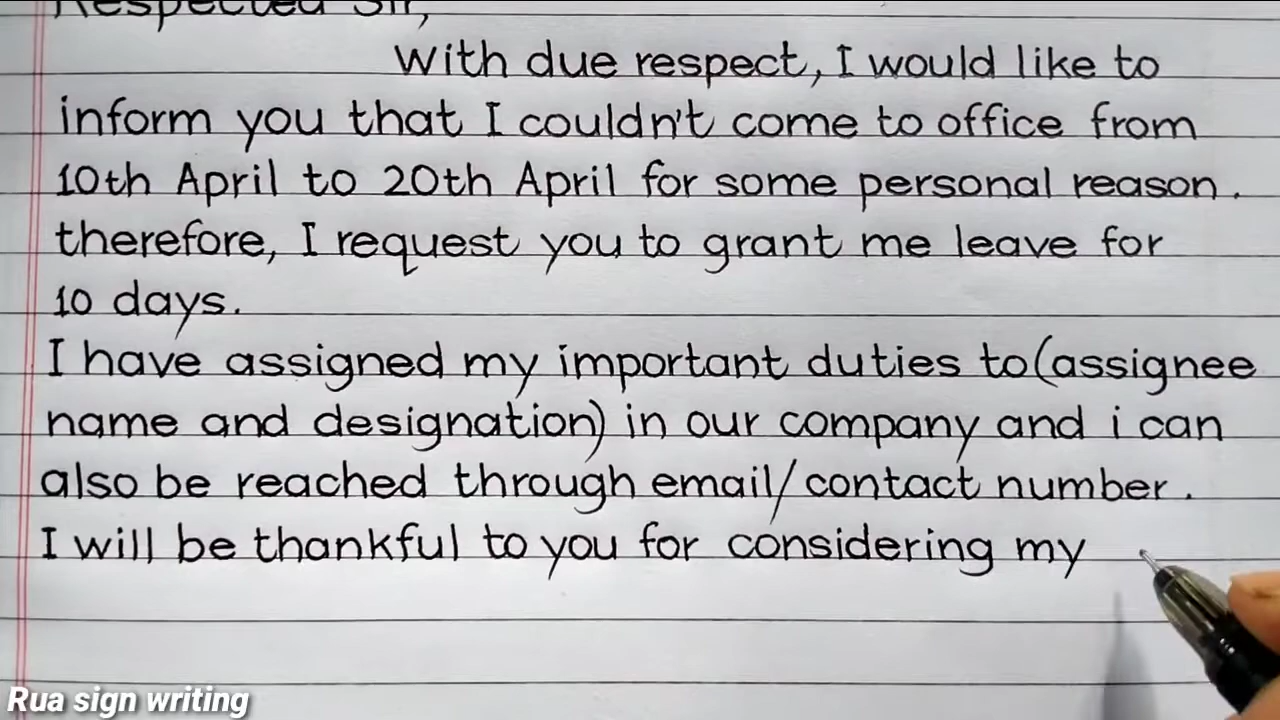 Respected Sir,
With due respect, I would like to
inform you that I couldn't come to office from
10th April to 20th April for some personal reason.
therefore, I request you to grant me leave for
10 days.
I have assigned my important duties to(assignee
name and designation) in our company and i can
also be reached through email/contact number.
I will be thankful to you for considering my
Rua sign writing